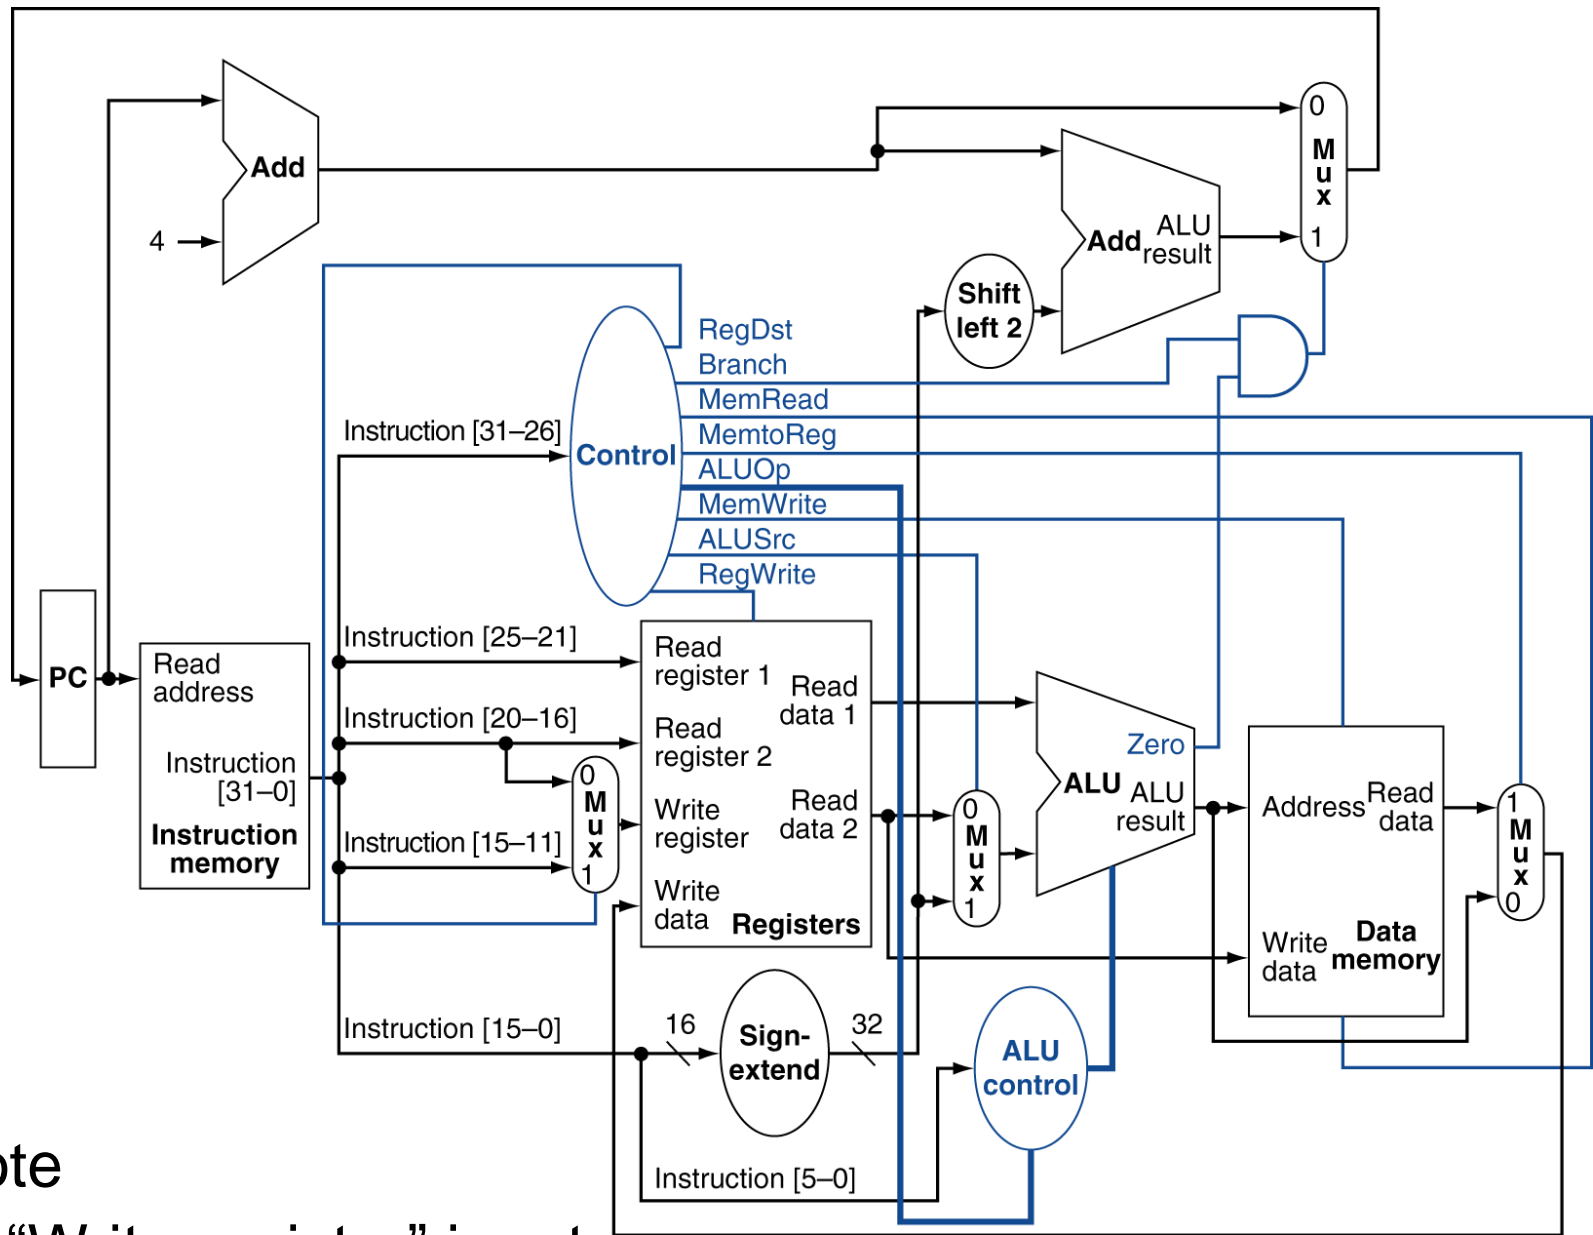 0
M
u
x
1
Add
4
Add
ALU
result
Shift
left 2
RegDst
Branch
MemRead
MemtoReg
ALUOp
MemWrite
ALUSrc
RegWrite
Control
Instruction [31–26]
Instruction [25–21]
Instruction [20–16]
Instruction [15–11]
Instruction [15–0]
Instruction [5–0]
PC
Read
address
Instruction
[31–0]
Instruction
memory
0
M
u
x
1
Read
register 1
Read
register 2
Write
register
Write
data
Read
data 1
Read
data 2
Registers
0
M
u
x
1
Zero
ALU
ALU
result
Address
Read
data
Write
data
Data
memory
1
M
u
x
0
16
Sign-
extend
32
ALU
control